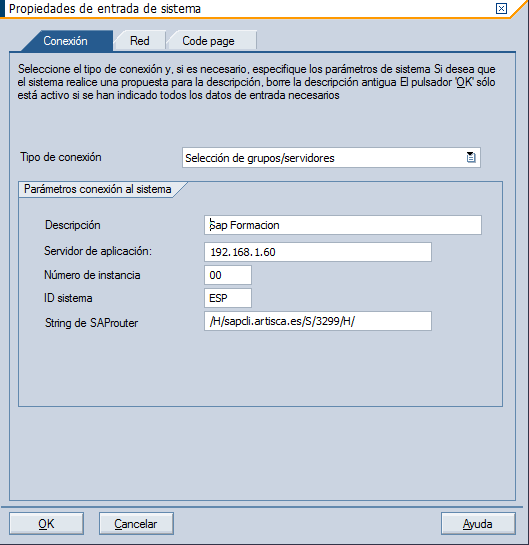 Propiedades de entrada de sistema
Conexión
Red
Code page
Seleccione el tipo de conexión y, si es necesario, especifique los parámetros de sistema Si desea que
el sistema realice una propuesta para la descripción, borre la descripción antigua El pulsador 'OK' sólo
está activo si se han indicado todos los datos de entrada necesarios
Tipo de conexión
Selección de grupos/servidores
Parámetros conexión al sistema
Descripción
Sap Formacion
Servidor de aplicación:
192.168.1.60
Número de instancia
00
ID sistema
ESP
String de SAProuter
/H/sapcli.artisca.es/S/3299/H/
OK
Cancelar
Ayuda